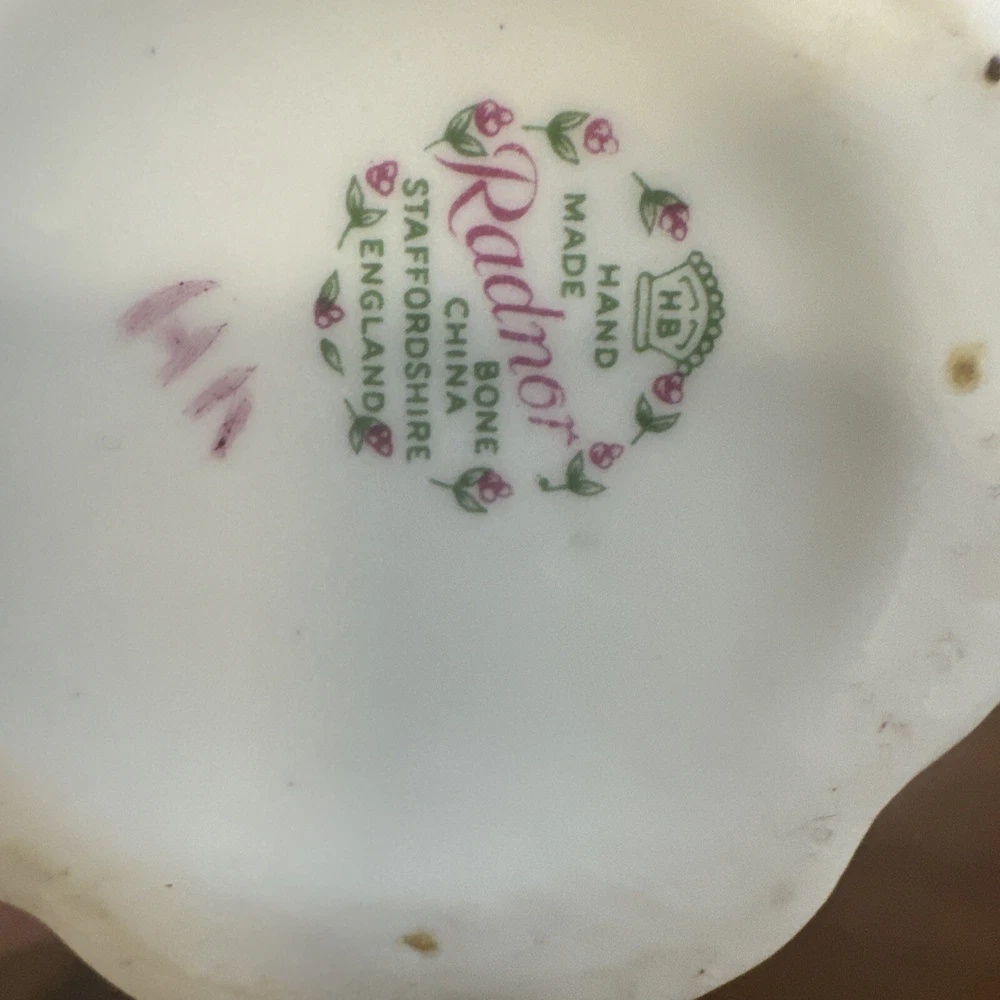 HB
HAND
MADE
Radnor
BONE
CHINA
STAFFORDSHIRE
ENGLAND